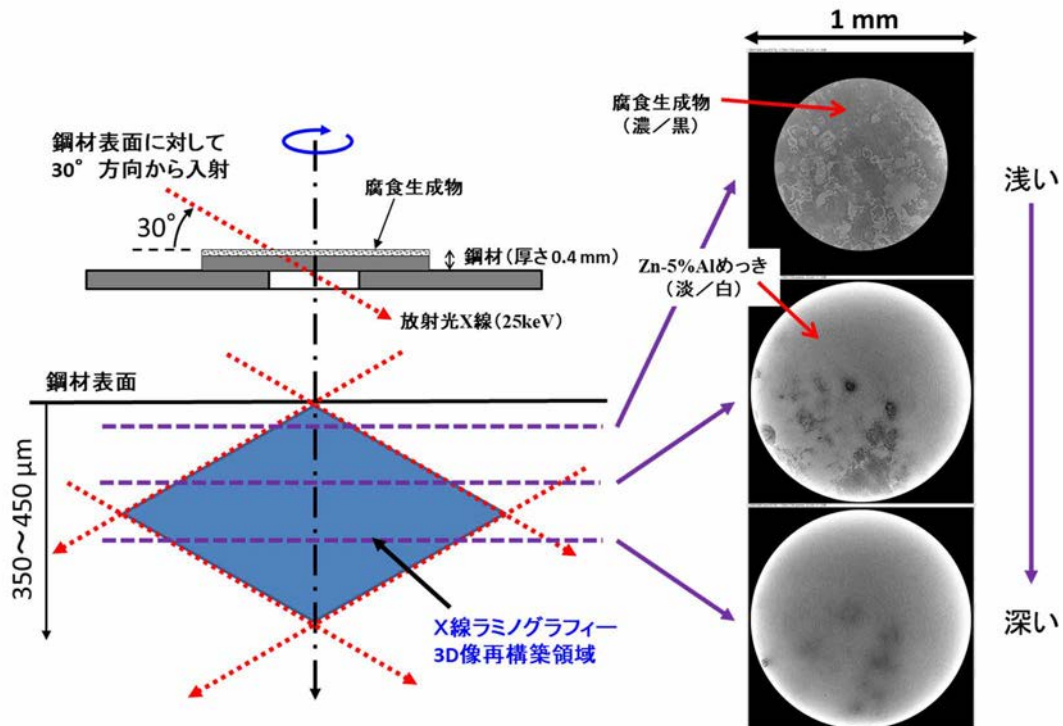 1 mm
腐食生成物
（濃／黒）
浅い
鋼材表面に対して
30° 方向から入射
腐食生成物
30°
鋼材（厚さ0.4 mm）
Zn-5%Alめっき
（淡／白）
放射光X線（25keV）
鋼材表面
350～450 μm
深い
X線ラミノグラフィー
3D像再構築領域